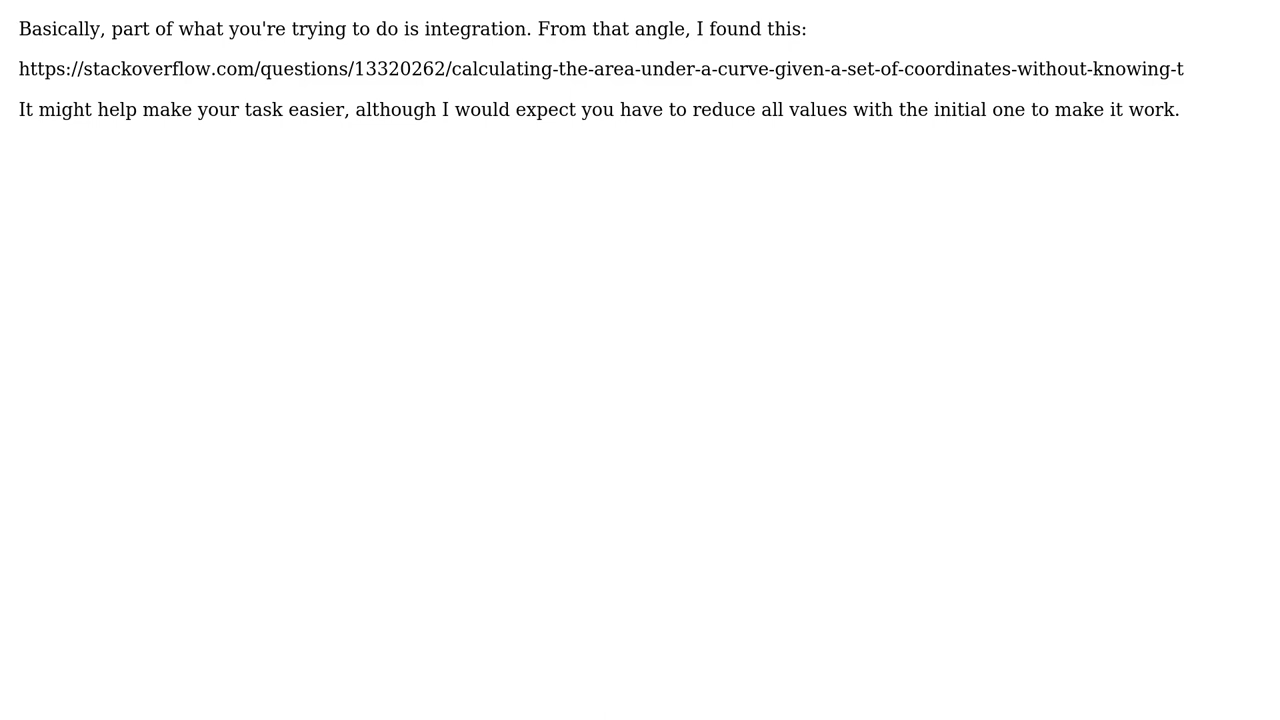 Basically, part of what you're trying to do is integration. From that angle, I found this:
https://stackoverflow.com/questions/13320262/calculating-the-area-under-a-curve-given-a-set-of-coordinates-without-knowing-t
It might help make your task easier, although I would expect you have to reduce all values with the initial one to make it work.